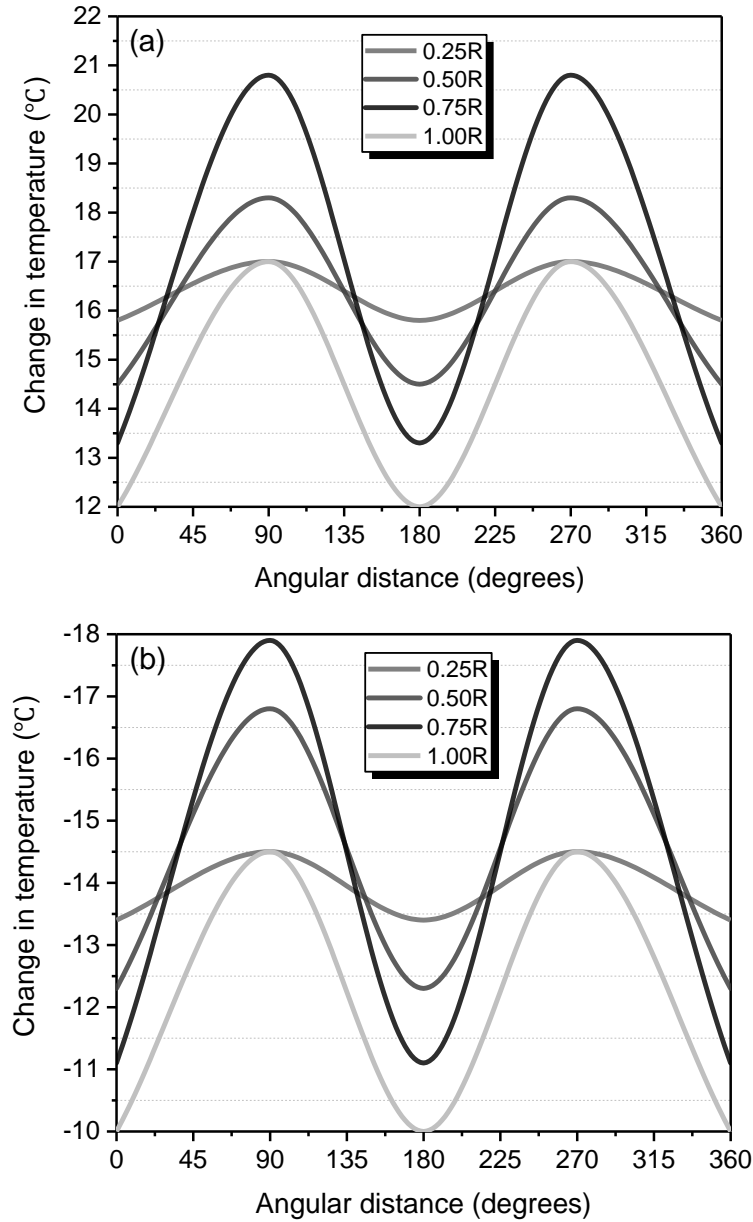 (a)
0.25R
0.50R
0.75R
1.00R
22
21
20
19
18
17
16
15
14
13
12
Change in temperature (°C)
0 45 90 135 180 225 270 315 360
Angular distance (degrees)
(b)
0.25R
0.50R
0.75R
1.00R
-18
-17
-16
-15
-14
-13
-12
-11
-10
Change in temperature (°C)
0 45 90 135 180 225 270 315 360
Angular distance (degrees)